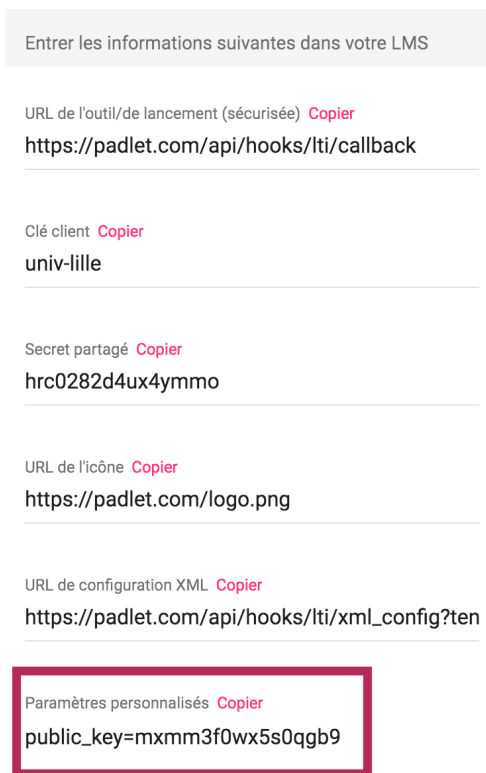 Entrer les informations suivantes dans votre LMS
URL de l'outil/de lancement (sécurisée) Copier
https://padlet.com/api/hooks/lti/callback
Clé client Copier
univ-lille
Secret partagé Copier
hrc0282d4ux4ymmo
URL de l'icône Copier
https://padlet.com/logo.png
URL de configuration XML Copier
https://padlet.com/api/hooks/lti/xml_config?ten
Paramètres personnalisés Copier
public_key=mxmm3f0wx5s0qgb9